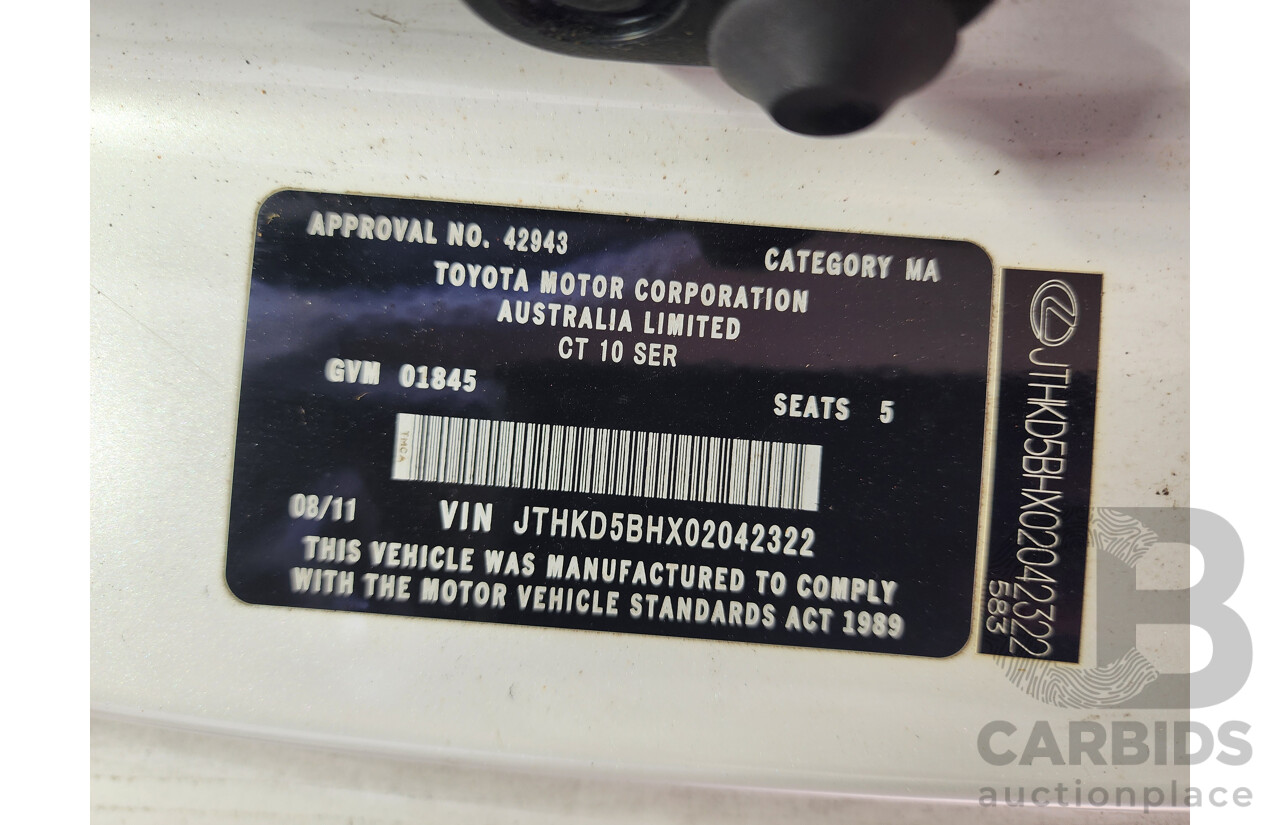 APPROVAL NO. 42943
CATEGORY MA
TOYOTA MOTOR CORPORATION
AUSTRALIA LIMITED
CT 10 SER
GVM 01845
SEATS 5
TMCA
08/11
VIN JTHKD5BHX02042322
THIS VEHICLE WAS MANUFACTURED TO COMPLY
WITH THE MOTOR VEHICLE STANDARDS ACT 1989
JTHKD5BHX02042322
583
B
CARBIDS
auctionplace